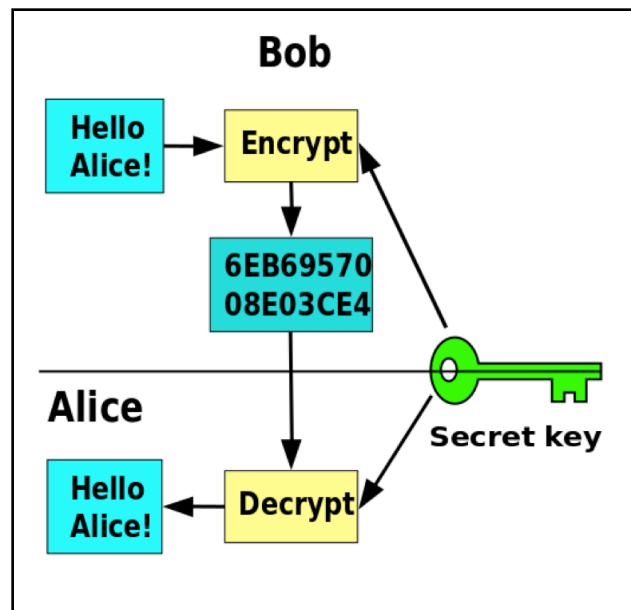 Bob
Hello
Alice!
Encrypt
6EB69570
08E03CE4
Alice
Secret key
Hello
Alice!
Decrypt